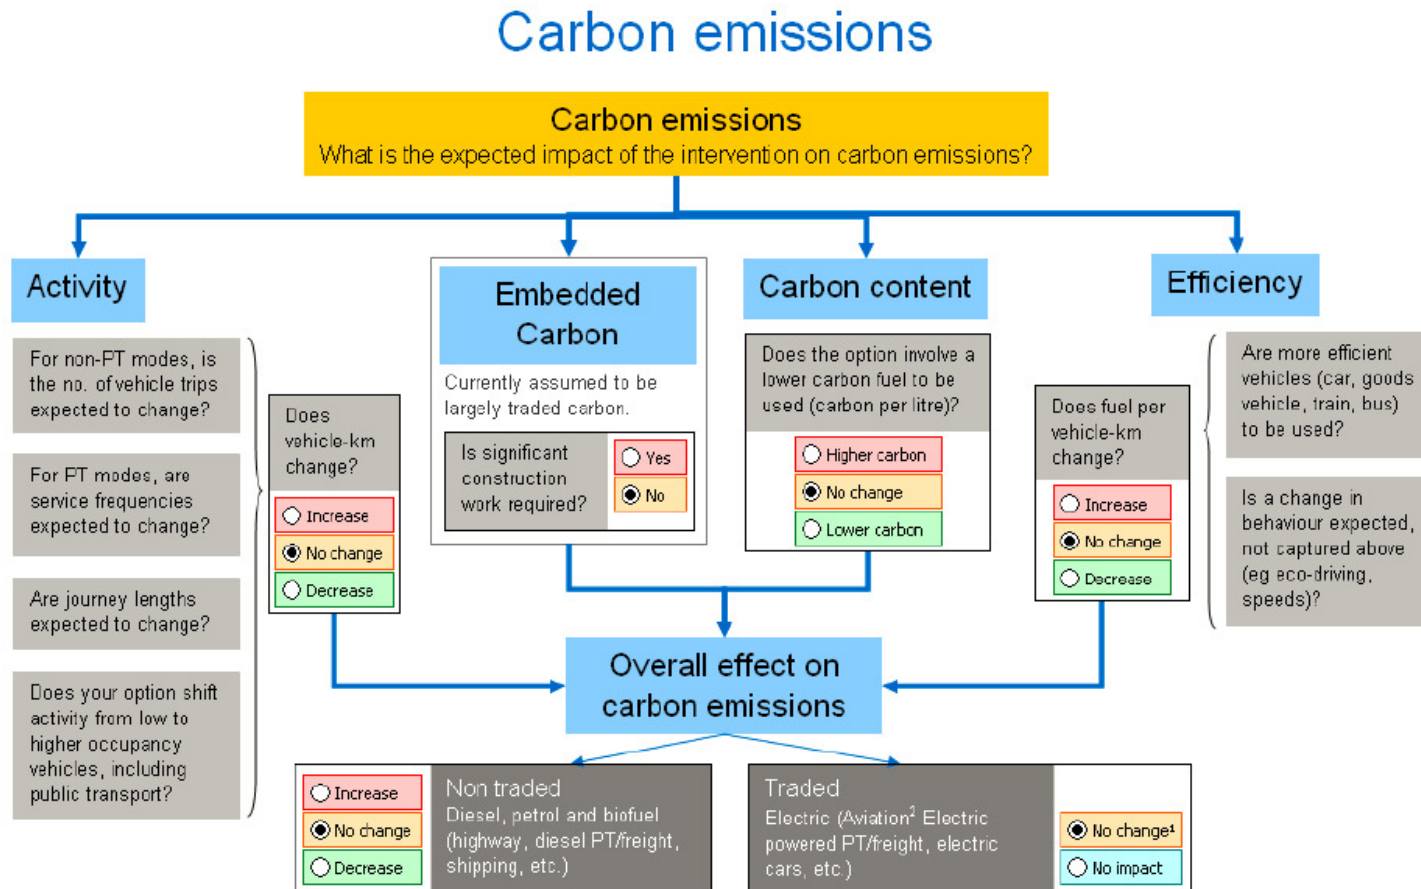 Carbon emissions
Carbon emissions
What is the expected impact of the intervention on carbon emissions?
Activity
For non-PT modes, is
the no. of vehicle trips
expected to change?
For PT modes, are
service frequencies
expected to change?
Are journey lengths
expected to change?
Does your option shift
activity from low to
higher occupancy
vehicles, including
public transport?
Does
vehicle-km
change?
Increase
No change
Decrease
Embedded
Carbon
Currently assumed to be
largely traded carbon.
Is significant
construction
work required?
Yes
No
Carbon content
Does the option involve a
lower carbon fuel to be
used (carbon per litre)?
Higher carbon
No change
Lower carbon
Efficiency
Does fuel per
vehicle-km
change?
Increase
No change
Decrease
Are more efficient
vehicles (car, goods
vehicle, train, bus)
to be used?
Is a change in
behaviour expected,
not captured above
(eg eco-driving,
speeds)?
Overall effect on
carbon emissions
Increase
No change
Decrease
Non traded
Diesel, petrol and biofuel
(highway, diesel PT/freight,
shipping, etc.)
Traded
Electric (Aviation² Electric
powered PT/freight, electric
cars, etc.)
No change¹
No impact